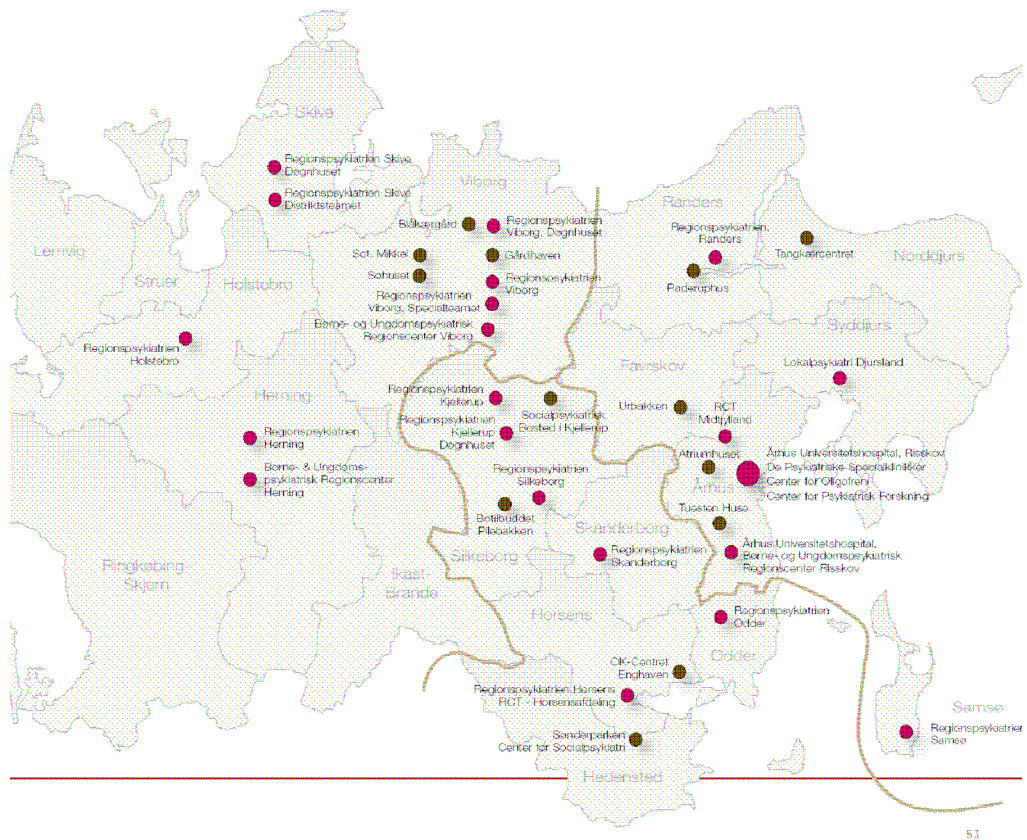 Skive
Regionspsykiatrien Skive
Døgnhuset
Regionspsykiatrien Skive
Distriktsteamet
Viborg
Blåkærgård
Regionspsykiatrien
Viborg, Døgnhuset
Sct. Mikkel
Gårdhaven
Søhuset
Regionspsykiatrien
Viborg
Regionspsykiatrien
Viborg, Specialteamet
Børne- og Ungdomspsykiatrisk
Regionscenter Viborg
Randers
Regionspsykiatrien,
Randers
Paderuphus
Tangkærcentret
Norddjurs
Lemvig
Struer
Holstebro
Regionspsykiatrien
Holstebro
Syddjurs
Favrskov
Lokalpsykiatri Djursland
Herning
Regionspsykiatrien
Herning
Børne- & Ungdoms-
psykiatrisk Regionscenter
Herning
Regionspsykiatrien
Kjellerup
Regionspsykiatrien
Kjellerup
Døgnhuset
Socialpsykiatrisk
Bosted i Kjellerup
Urbakken
RCT
Midtjylland
Atriumhuset
Århus
Århus Universitetshospital, Risskov
De Psykiatriske Specialklinikker
Center for Oligofreni
Center for Psykiatrisk Forskning
Regionspsykiatrien
Silkeborg
Botilbuddet
Pilebakken
Tuesten Huse
Skanderborg
Silkeborg
Regionspsykiatrien
Skanderborg
Århus Universitetshospital,
Børne- og Ungdomspsykiatrisk
Regionscenter Risskov
Ringkøbing-
Skjern
Ikast-
Brande
Horsens
Regionspsykiatrien
Odder
Odder
OK-Centret
Enghaven
Regionspsykiatrien Horsens
RCT - Horsensafdeling
Sønderparken
Center for Socialpsykiatri
Hedensted
Samsø
Regionspsykiatrien
Samsø
51